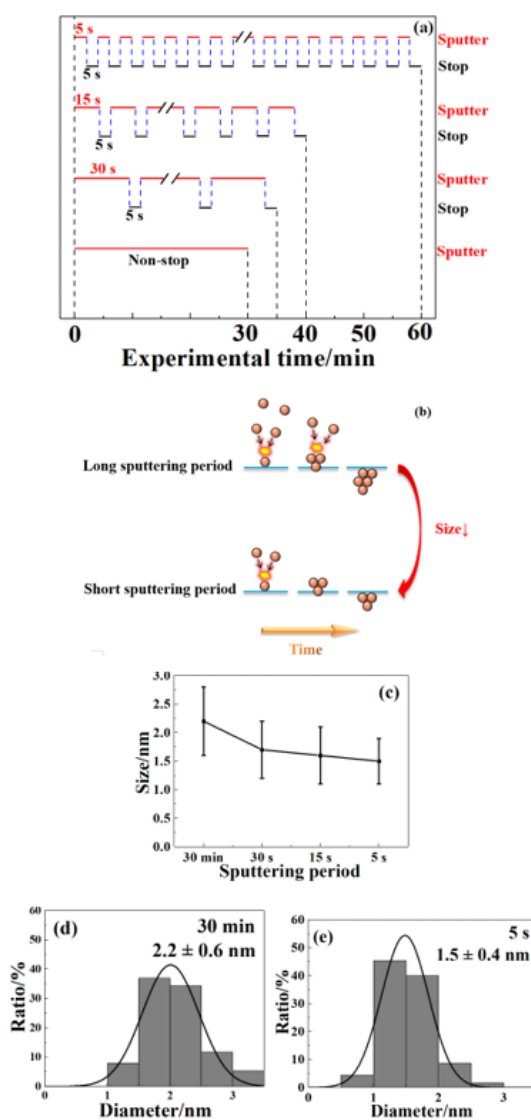 (a)
5 s
Sputter
5 s
Stop
15 s
Sputter
5 s
Stop
30 s
Sputter
5 s
Stop
Non-stop
Sputter
0 30 40 60
Experimental time/min
(b)
Long sputtering period
Size↓
Short sputtering period
Time
(c)
3.0
2.5
2.0
1.5
1.0
0.5
0.0
Size/nm
30 min 30 s 15 s 5 s
Sputtering period
(d) 30 min
2.2 ± 0.6 nm
60
50
40
30
20
10
0
Ratio/%
0 1 2 3
Diameter/nm
(e) 5 s
1.5 ± 0.4 nm
60
50
40
30
20
10
0
Ratio/%
0 1 2 3
Diameter/nm